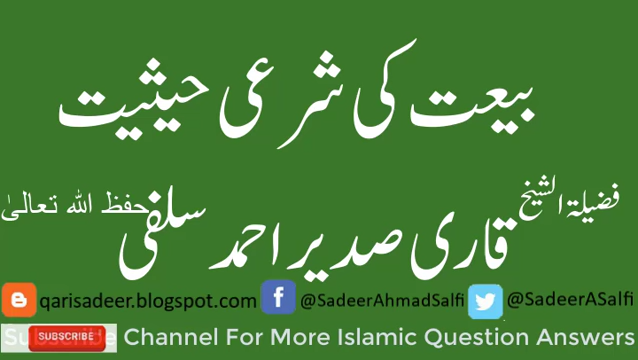 بیعت کی شرعی حیثیت
فضیلۃ الشیخ
قاری صدیر احمد سلفی حفظ اللہ تعالیٰ
qarisadeer.blogspot.com @SadeerAhmadSalfi @SadeerASalfi
Subscribe Channel For More Islamic Question Answers
SUBSCRIBE